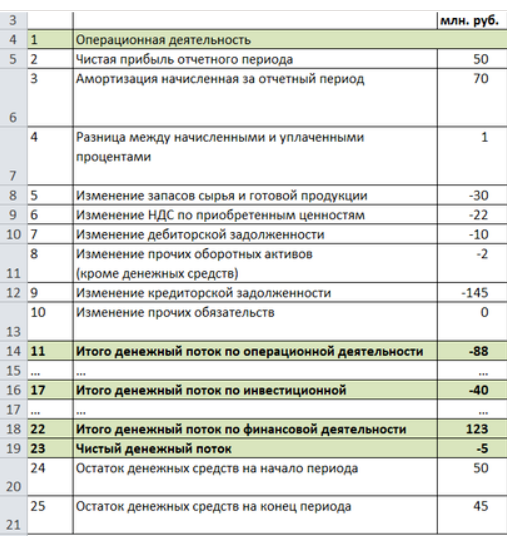 3 млн. руб.
4 1 Операционная деятельность
5 2 Чистая прибыль отчетного периода 50
3 Амортизация начисленная за отчетный период 70
6
4 Разница между начисленными и уплаченными 1
процентами
7
8 5 Изменение запасов сырья и готовой продукции -30
9 6 Изменение НДС по приобретенным ценностям -22
10 7 Изменение дебиторской задолженности -10
8 Изменение прочих оборотных активов -2
11 (кроме денежных средств)
12 9 Изменение кредиторской задолженности -145
10 Изменение прочих обязательств 0
13
14 11 Итого денежный поток по операционной деятельности -88
15 ... ... ...
16 17 Итого денежный поток по инвестиционной -40
17 ... ... ...
18 22 Итого денежный поток по финансовой деятельности 123
19 23 Чистый денежный поток -5
24 Остаток денежных средств на начало периода 50
20
25 Остаток денежных средств на конец периода 45
21